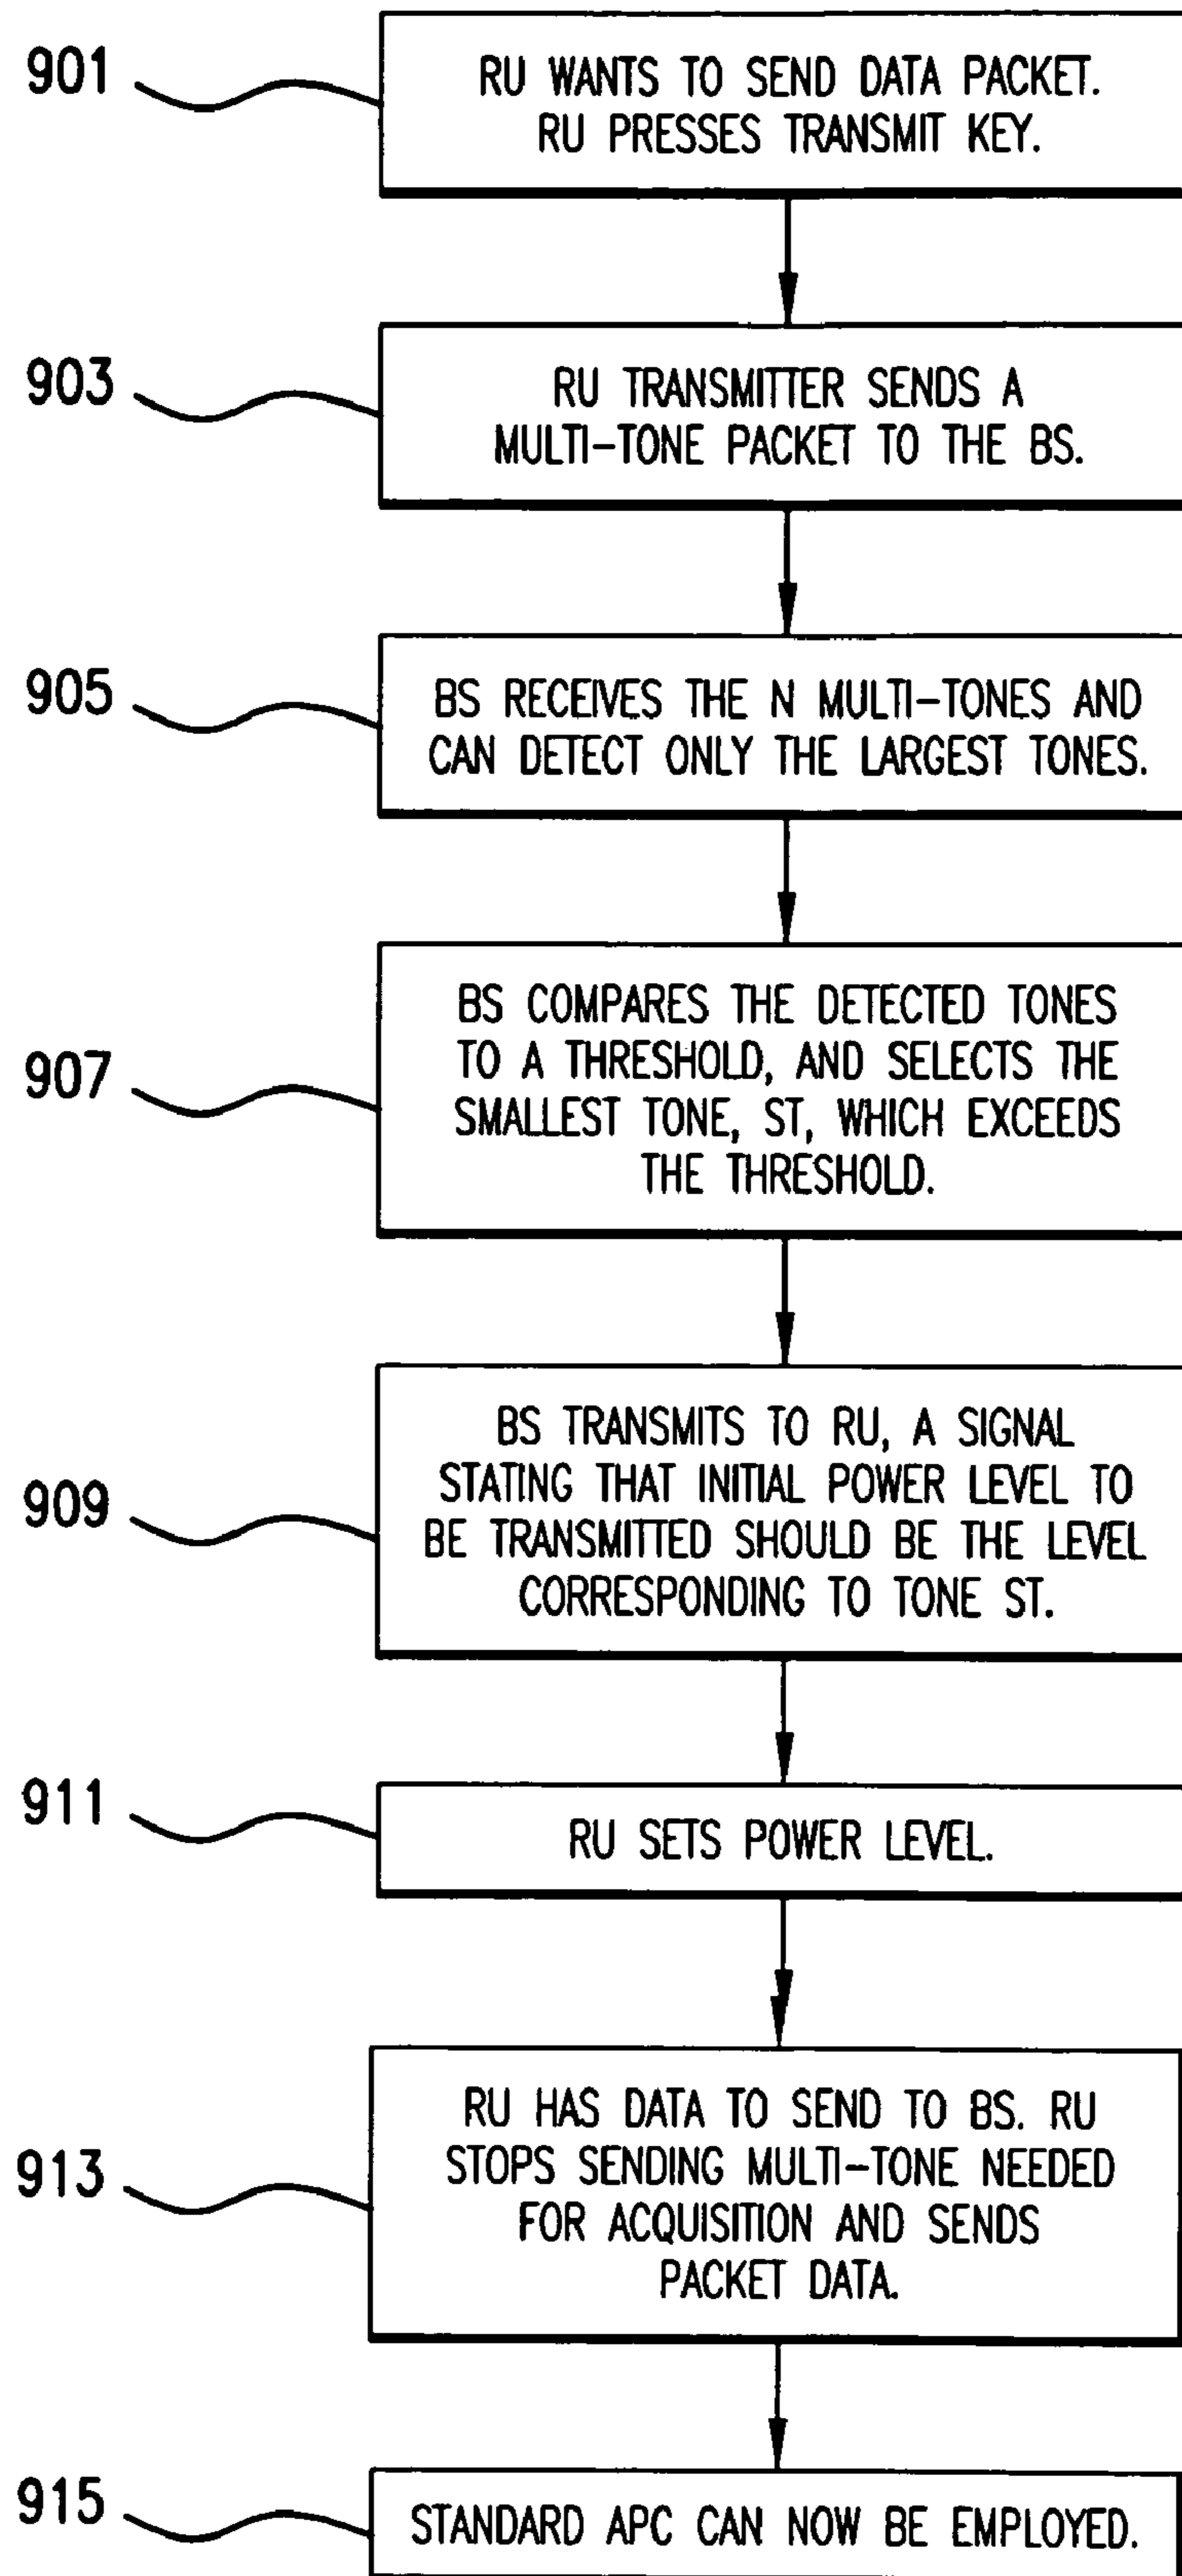 901
RU WANTS TO SEND DATA PACKET.
RU PRESSES TRANSMIT KEY.
903
RU TRANSMITTER SENDS A
MULTI-TONE PACKET TO THE BS.
905
BS RECEIVES THE N MULTI-TONES AND
CAN DETECT ONLY THE LARGEST TONES.
907
BS COMPARES THE DETECTED TONES
TO A THRESHOLD, AND SELECTS THE
SMALLEST TONE, ST, WHICH EXCEEDS
THE THRESHOLD.
909
BS TRANSMITS TO RU, A SIGNAL
STATING THAT INITIAL POWER LEVEL TO
BE TRANSMITTED SHOULD BE THE LEVEL
CORRESPONDING TO TONE ST.
911
RU SETS POWER LEVEL.
913
RU HAS DATA TO SEND TO BS. RU
STOPS SENDING MULTI-TONE NEEDED
FOR ACQUISITION AND SENDS
PACKET DATA.
915
STANDARD APC CAN NOW BE EMPLOYED.